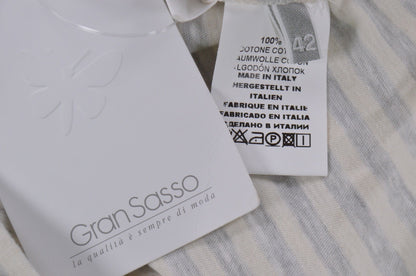 42
100%
COTONE COT
BAUMWOLLE COTON
ALGODÓN ХЛОПОК
MADE IN ITALY
HERGESTELLT IN
ITALIEN
FABRIQUE EN ITALIE
FABRICADO EN ITALIA
СДЕЛАНО В ИТАЛИИ
Gran Sasso
la qualità è sempre di moda